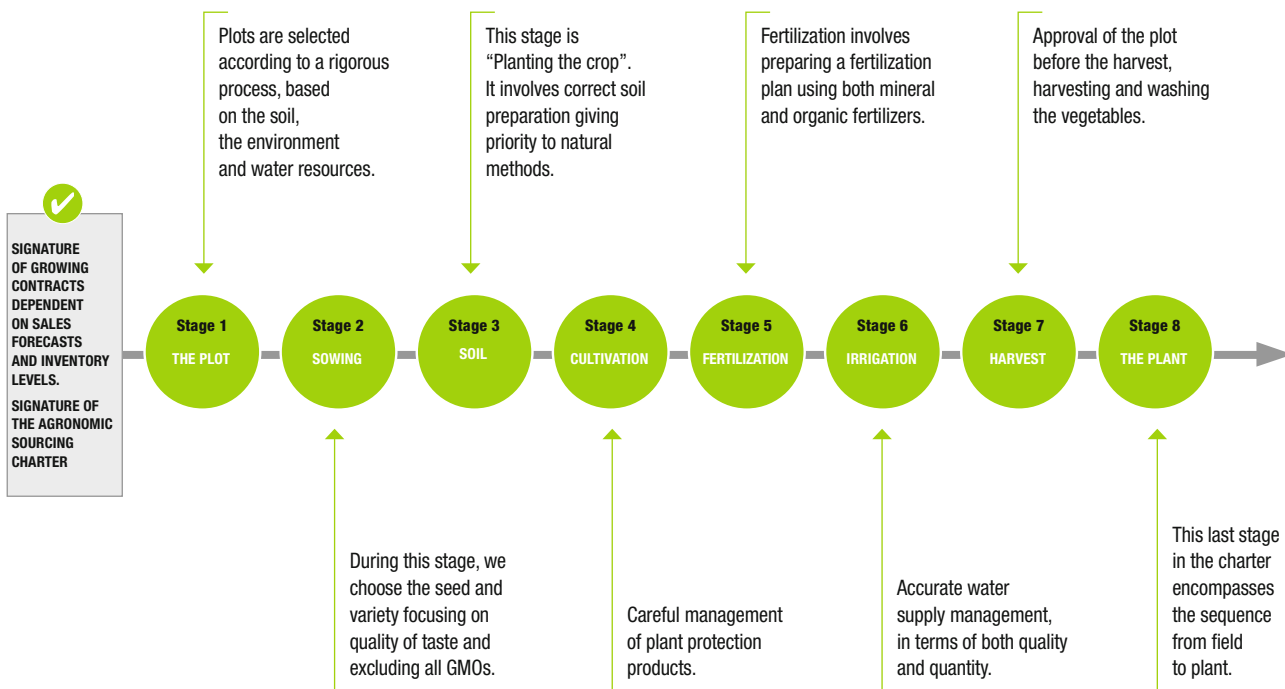 Plots are selected
according to a rigorous
process, based
on the soil,
the environment
and water resources.
This stage is
“Planting the crop”.
It involves correct soil
preparation giving
priority to natural
methods.
Fertilization involves
preparing a fertilization
plan using both mineral
and organic fertilizers.
Approval of the plot
before the harvest,
harvesting and washing
the vegetables.
SIGNATURE
OF GROWING
CONTRACTS
DEPENDENT
ON SALES
FORECASTS
AND INVENTORY
LEVELS.
SIGNATURE OF
THE AGRONOMIC
SOURCING
CHARTER
Stage 1
THE PLOT
Stage 2
SOWING
Stage 3
SOIL
Stage 4
CULTIVATION
Stage 5
FERTILIZATION
Stage 6
IRRIGATION
Stage 7
HARVEST
Stage 8
THE PLANT
During this stage, we
choose the seed and
variety focusing on
quality of taste and
excluding all GMOs.
Careful management
of plant protection
products.
Accurate water
supply management,
in terms of both quality
and quantity.
This last stage
in the charter
encompasses
the sequence
from field
to plant.